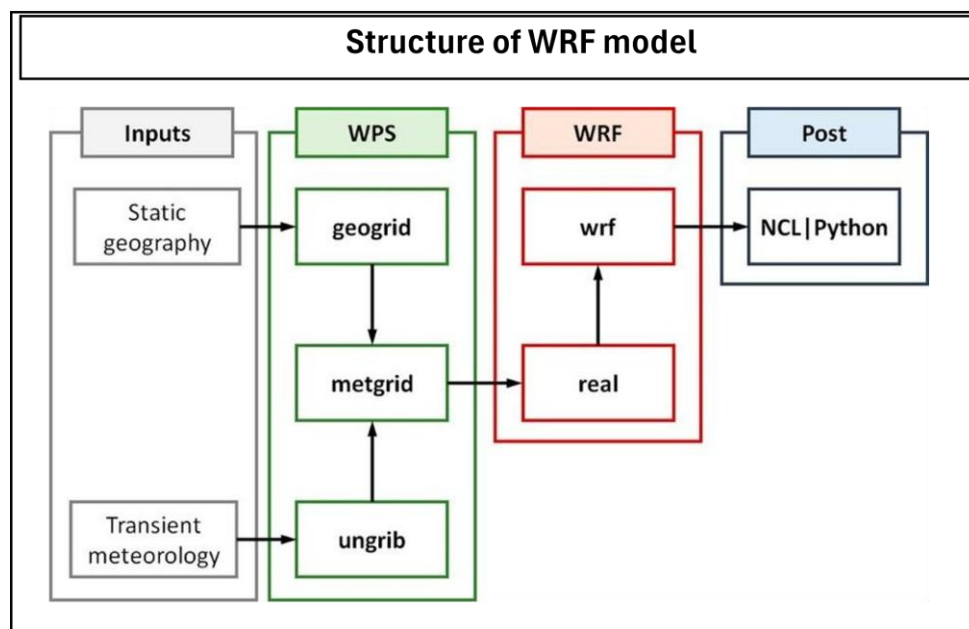 Structure of WRF model
Inputs
WPS
WRF
Post
Static
geography
geogrid
wrf
NCL|Python
metgrid
real
Transient
meteorology
ungrib